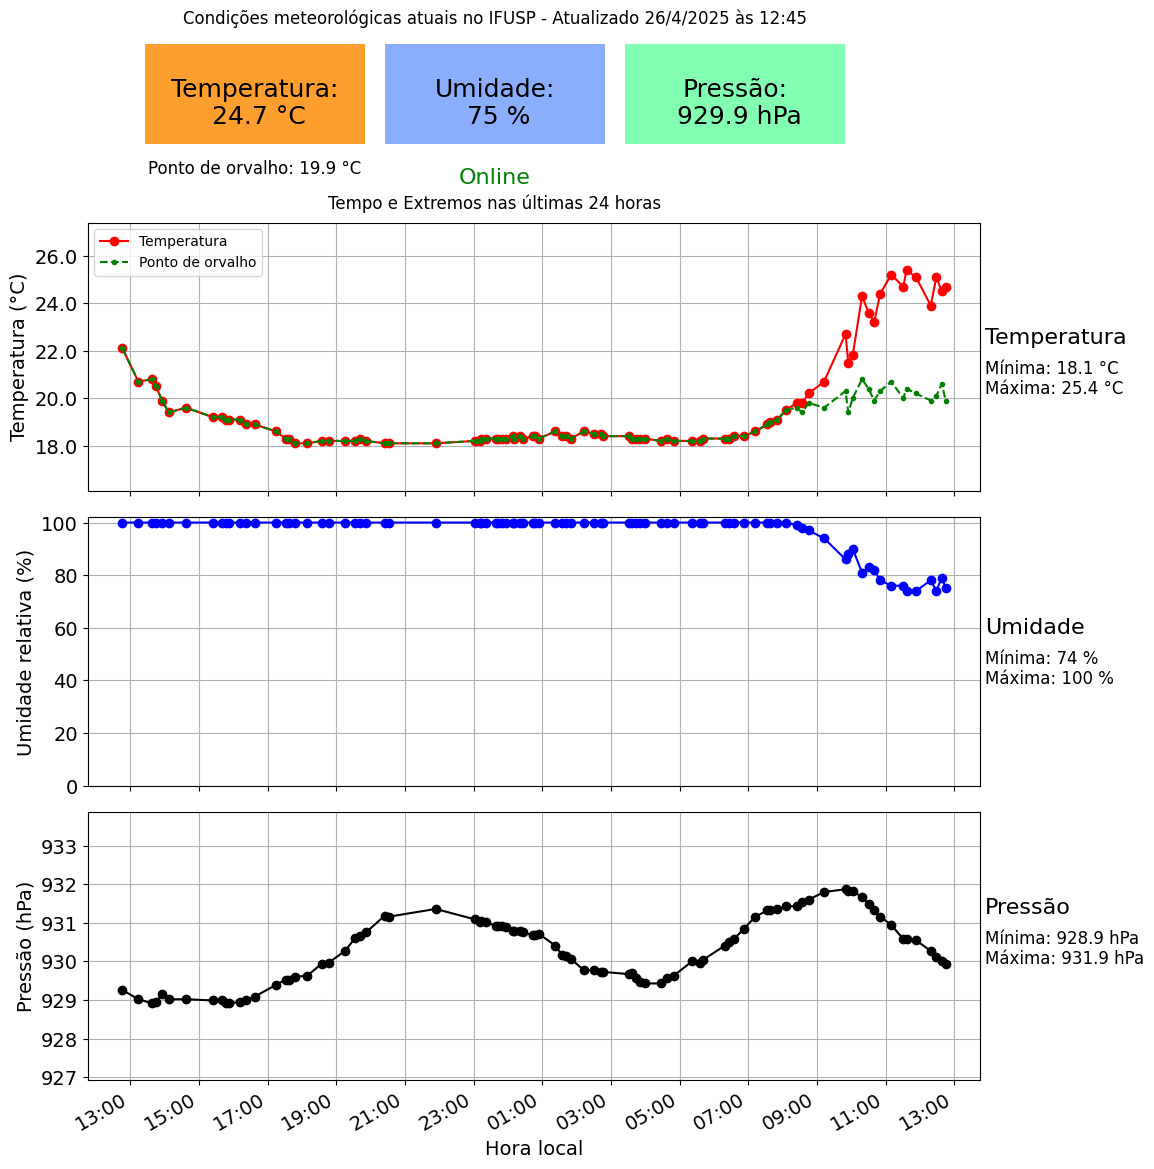 Condições meteorológicas atuais no IFUSP - Atualizado 26/4/2025 às 12:45
Temperatura:
24.7 °C
Umidade:
75 %
Pressão:
929.9 hPa
Ponto de orvalho: 19.9 °C
Online
Tempo e Extremos nas últimas 24 horas
Temperatura
Ponto de orvalho
Temperatura (°C)
26.0
24.0
22.0
20.0
18.0
Temperatura
Mínima: 18.1 °C
Máxima: 25.4 °C
Umidade relativa (%)
100
80
60
40
20
0
Umidade
Mínima: 74 %
Máxima: 100 %
Pressão (hPa)
933
932
931
930
929
928
927
Pressão
Mínima: 928.9 hPa
Máxima: 931.9 hPa
13:00 15:00 17:00 19:00 21:00 23:00 01:00 03:00 05:00 07:00 09:00 11:00 13:00
Hora local